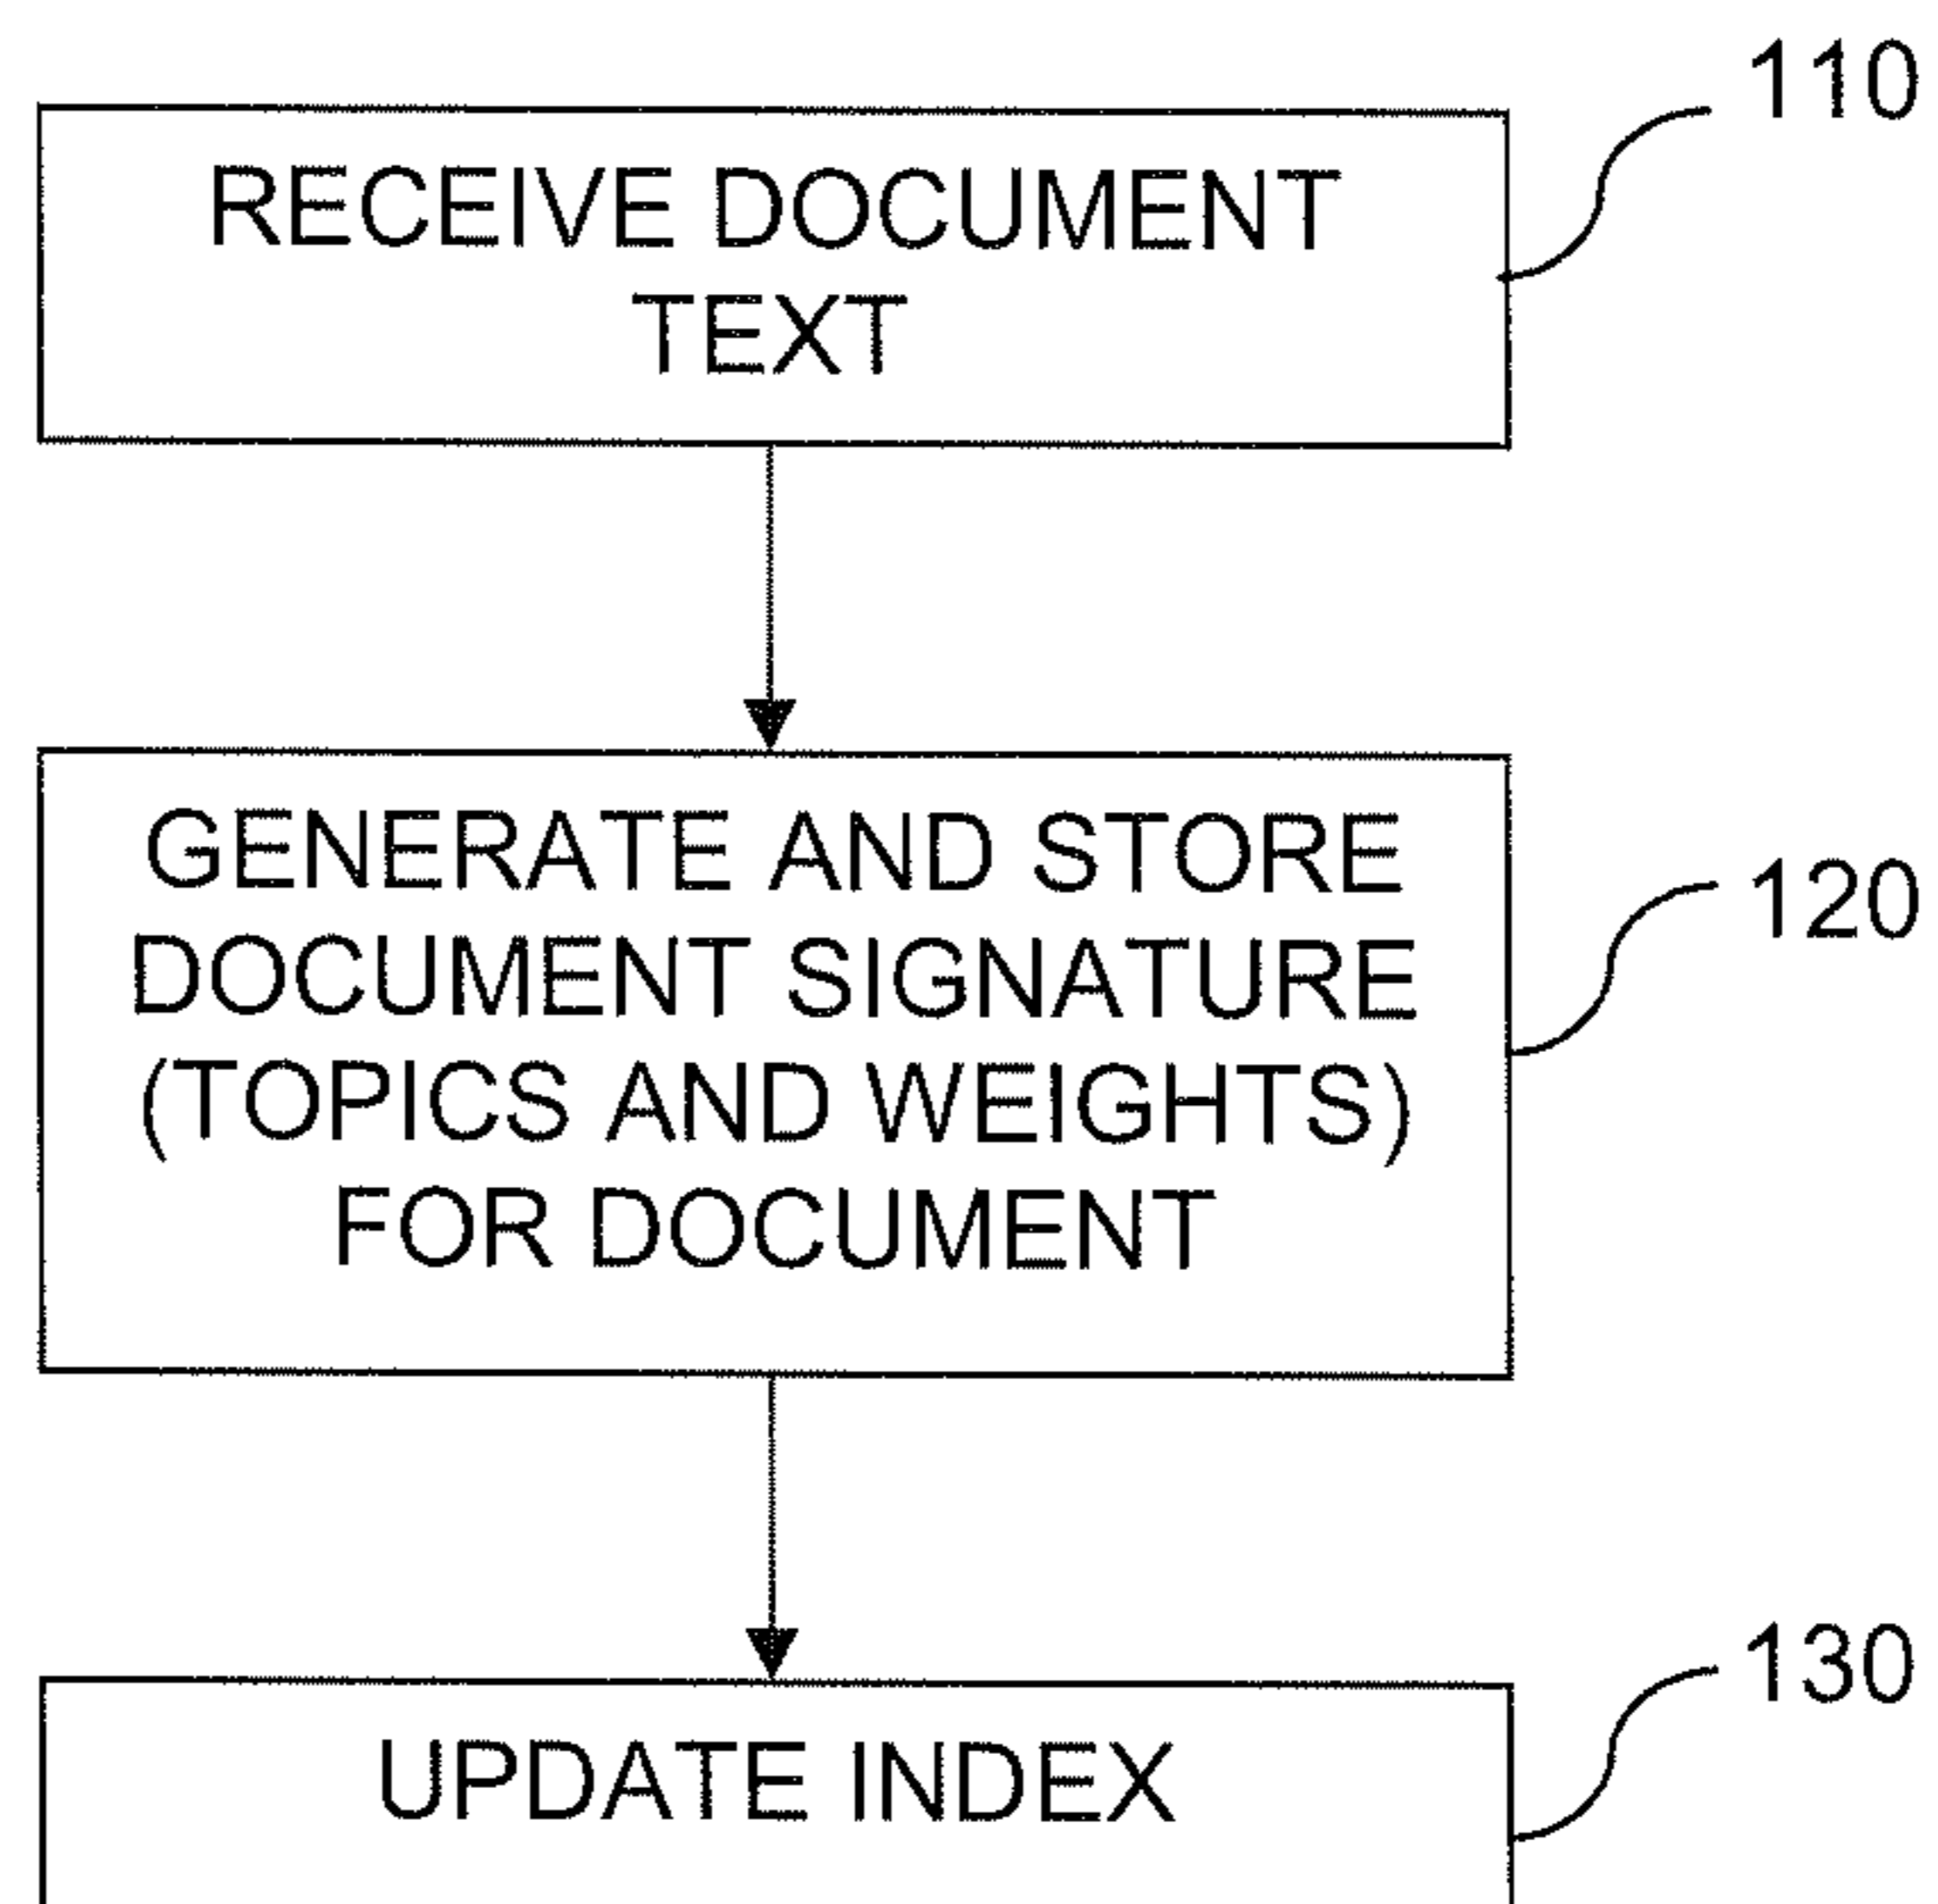 110
RECEIVE DOCUMENT
TEXT
GENERATE AND STORE
DOCUMENT SIGNATURE
(TOPICS AND WEIGHTS)
FOR DOCUMENT
120
130
UPDATE INDEX